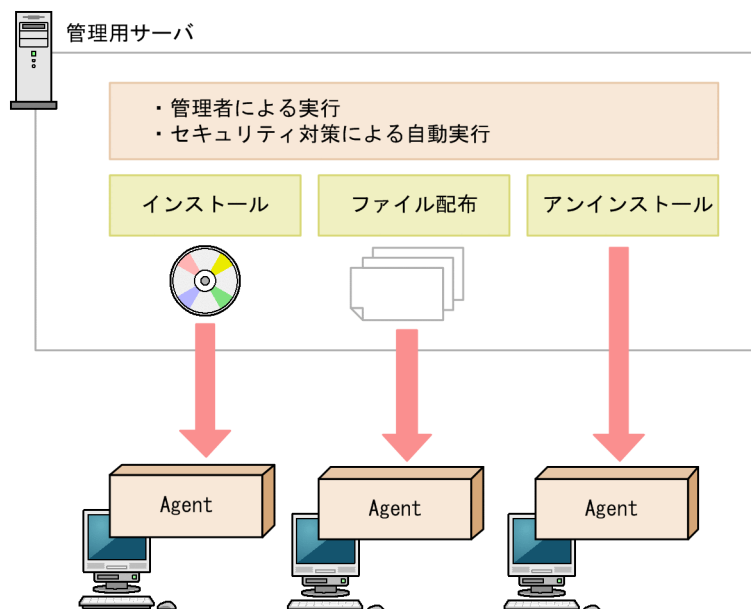 管理用サーバ
・管理者による実行
・セキュリティ対策による自動実行
インストール
ファイル配布
アンインストール
Agent
Agent
Agent